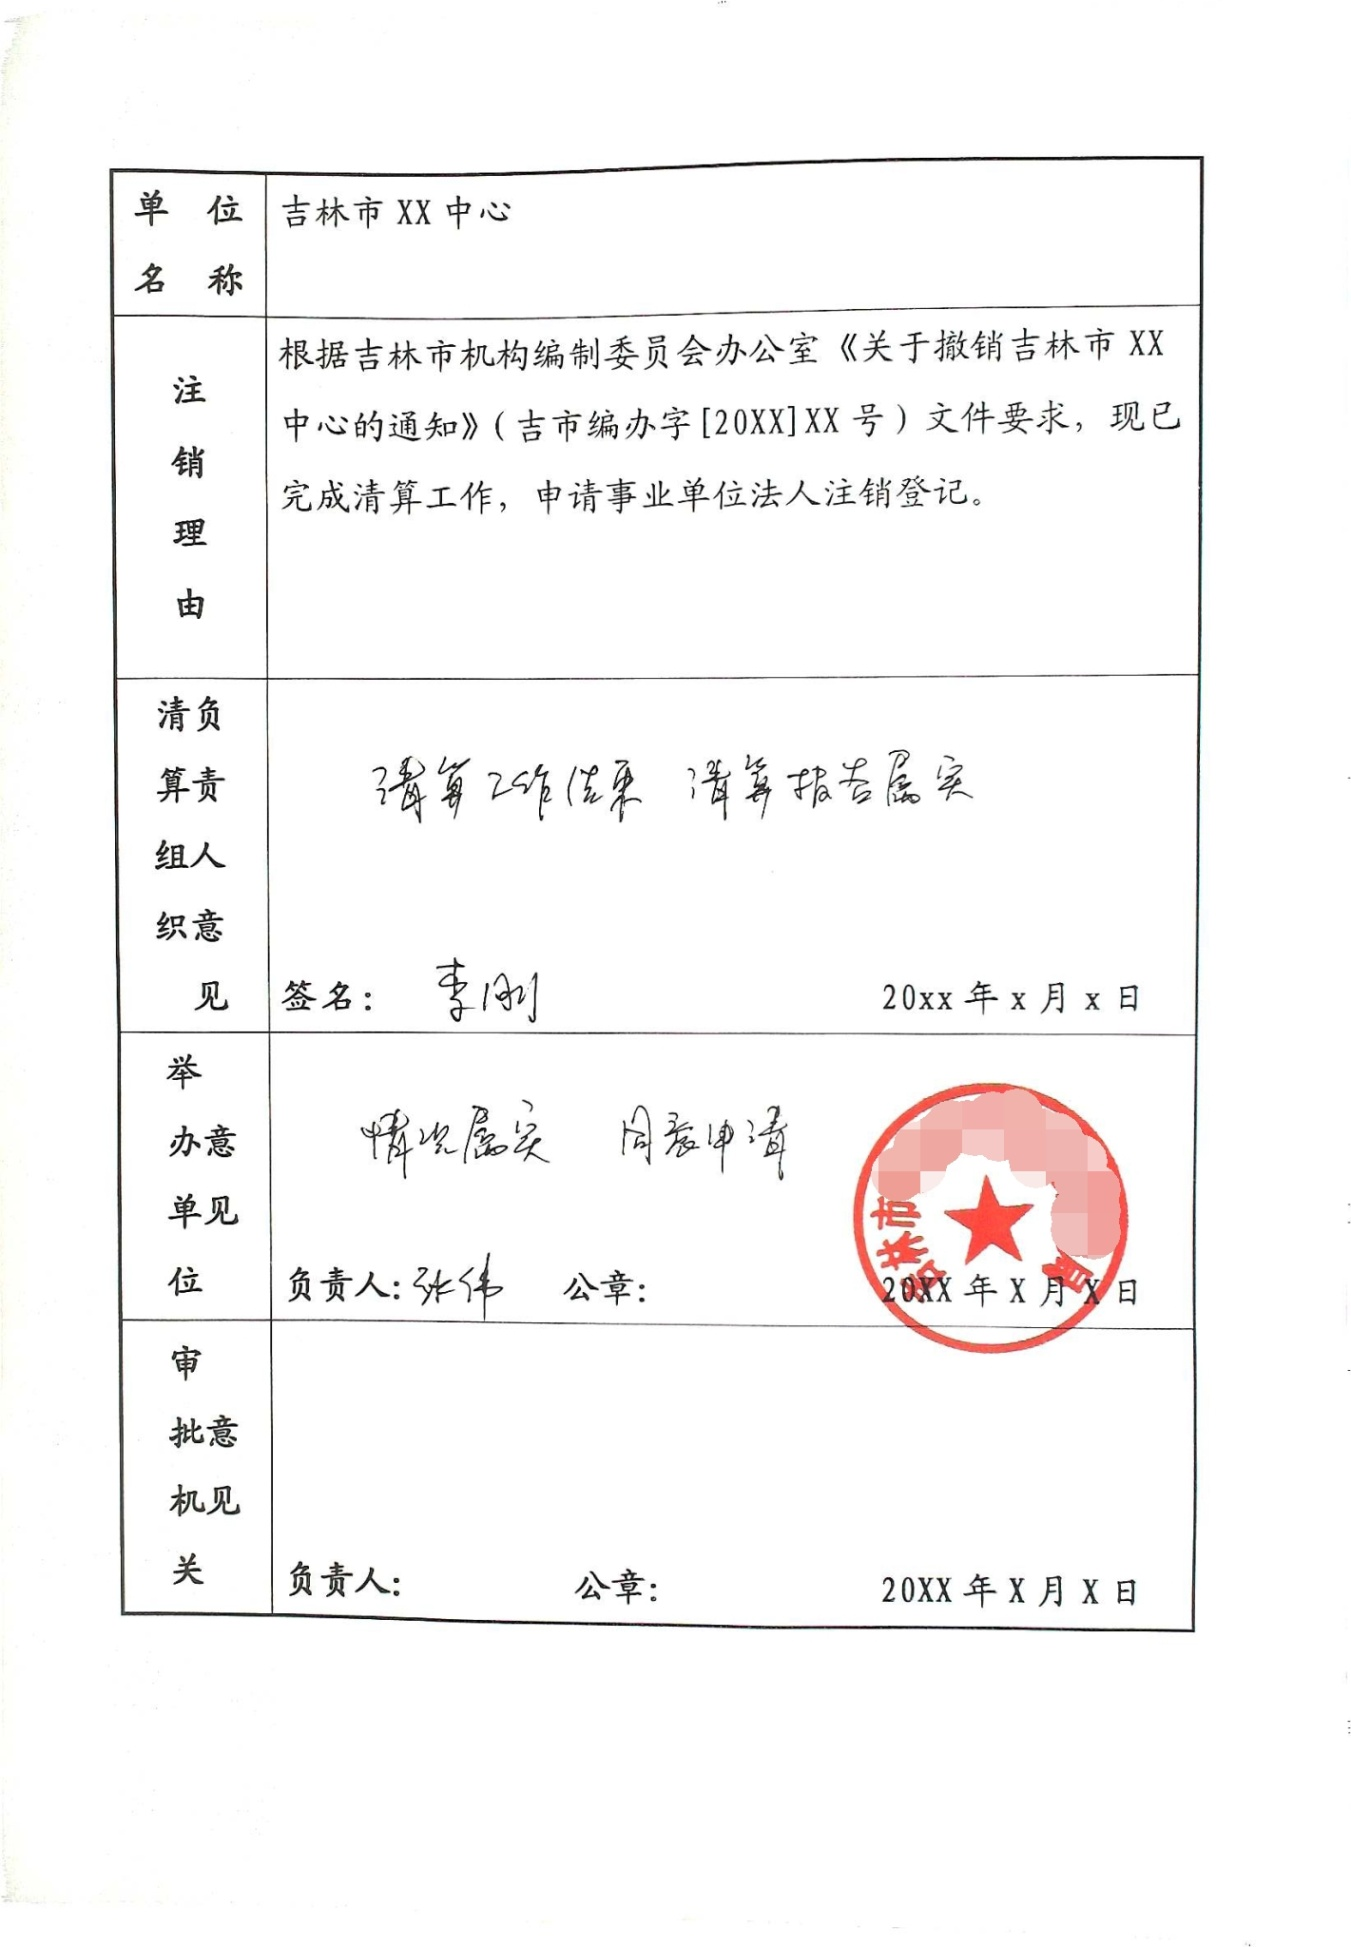 单 位
名 称
吉林市 XX 中心
注
销
理
由
根据吉林市机构编制委员会办公室《关于撤销吉林市 XX
中心的通知》（吉市编办字[20XX]XX 号）文件要求，现已
完成清算工作，申请事业单位法人注销登记。
清负
算责
组人
织意
见
清算工作结束 清算报告属实
签名： 李刚 20xx 年 x 月 x 日
举
办意
单见
位
情况属实 同意申请
吉林市
负责人：张伟 公章： 20XX 年 X 月 X 日
审
批意
机见
关
负责人： 公章： 20XX 年 X 月 X 日